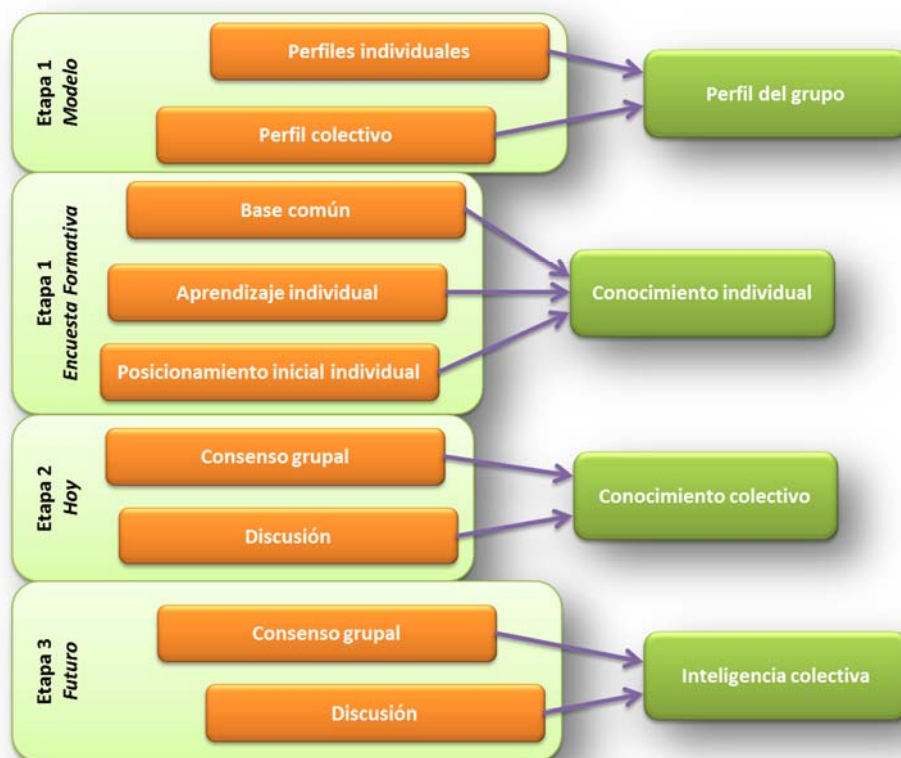 Etapa 1
Modelo
Perfiles individuales
Perfil colectivo
Perfil del grupo
Etapa 1
Encuesta Formativa
Base común
Aprendizaje individual
Posicionamiento inicial individual
Conocimiento individual
Etapa 2
Hoy
Consenso grupal
Discusión
Conocimiento colectivo
Etapa 3
Futuro
Consenso grupal
Discusión
Inteligencia colectiva